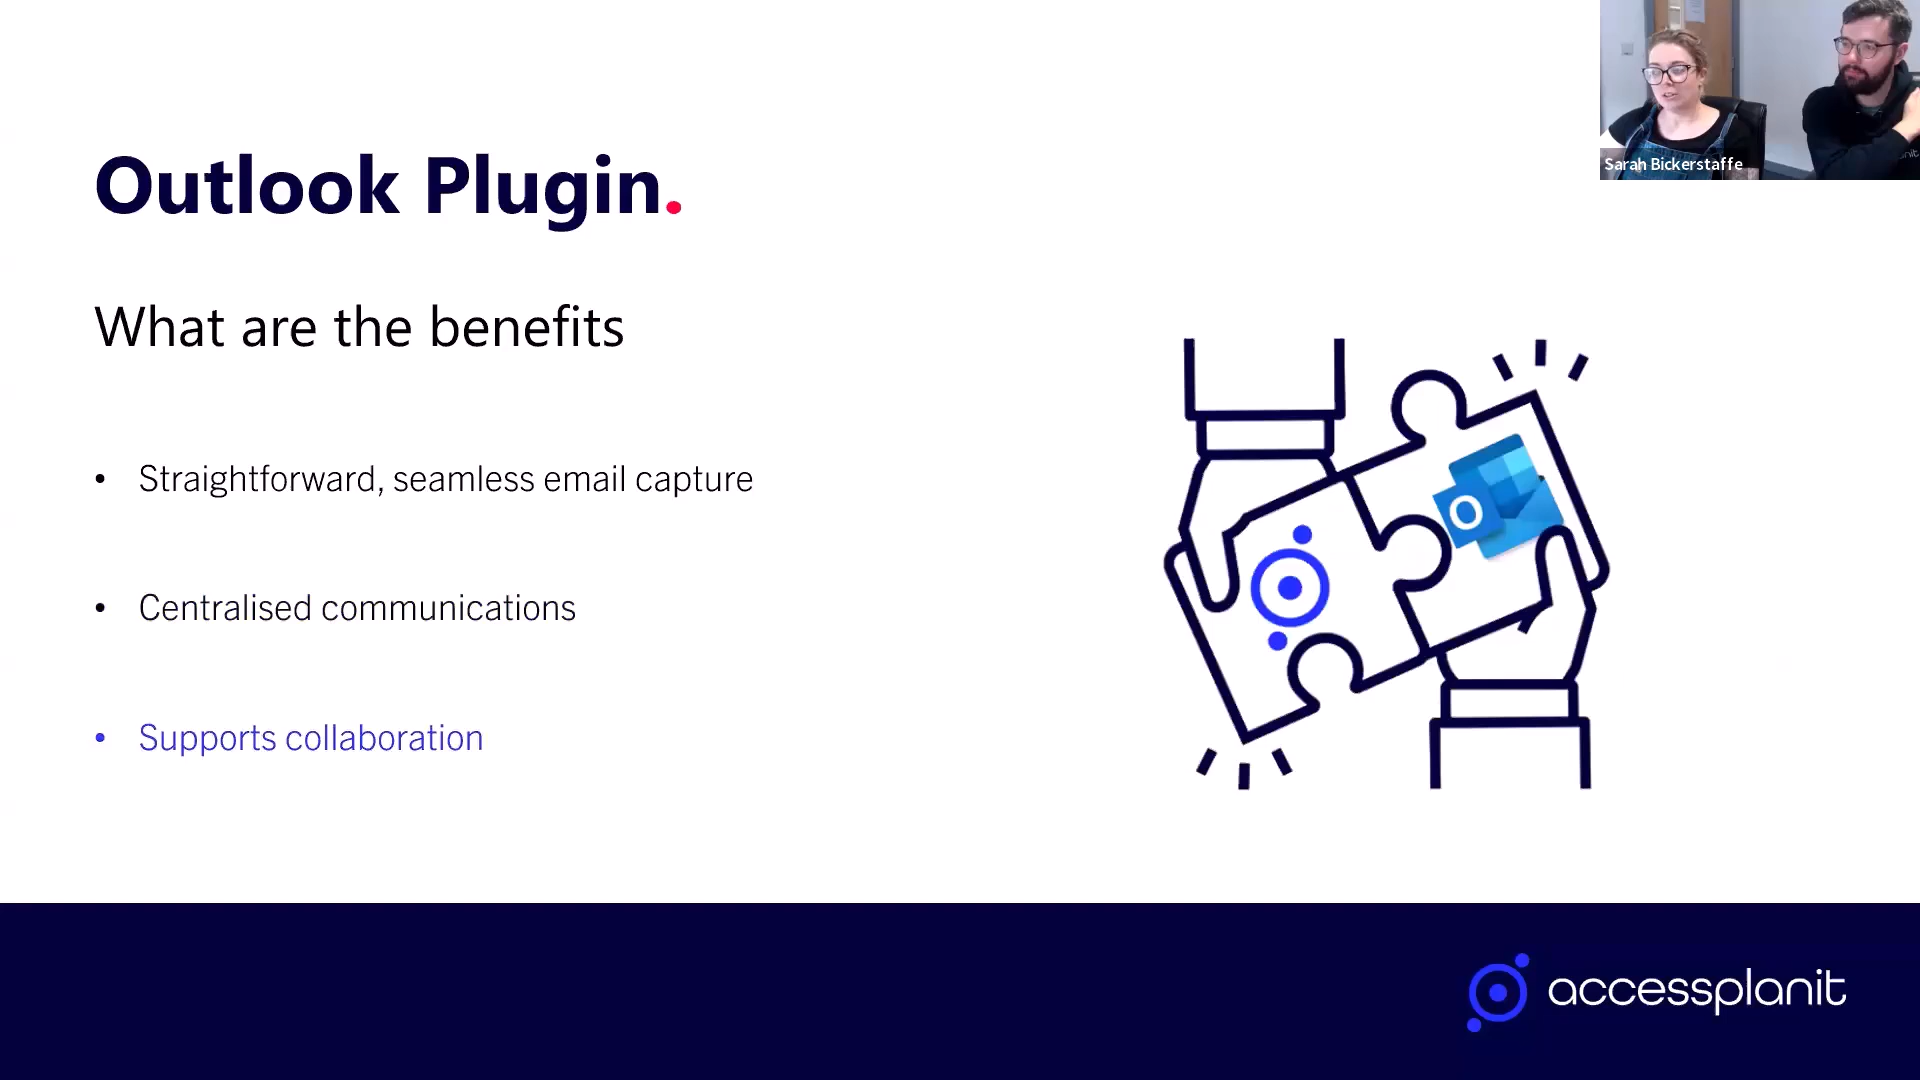 Sarah Bickerstaffe
Outlook Plugin.
What are the benefits
• Straightforward, seamless email capture
• Centralised communications
• Supports collaboration
O
accessplanit